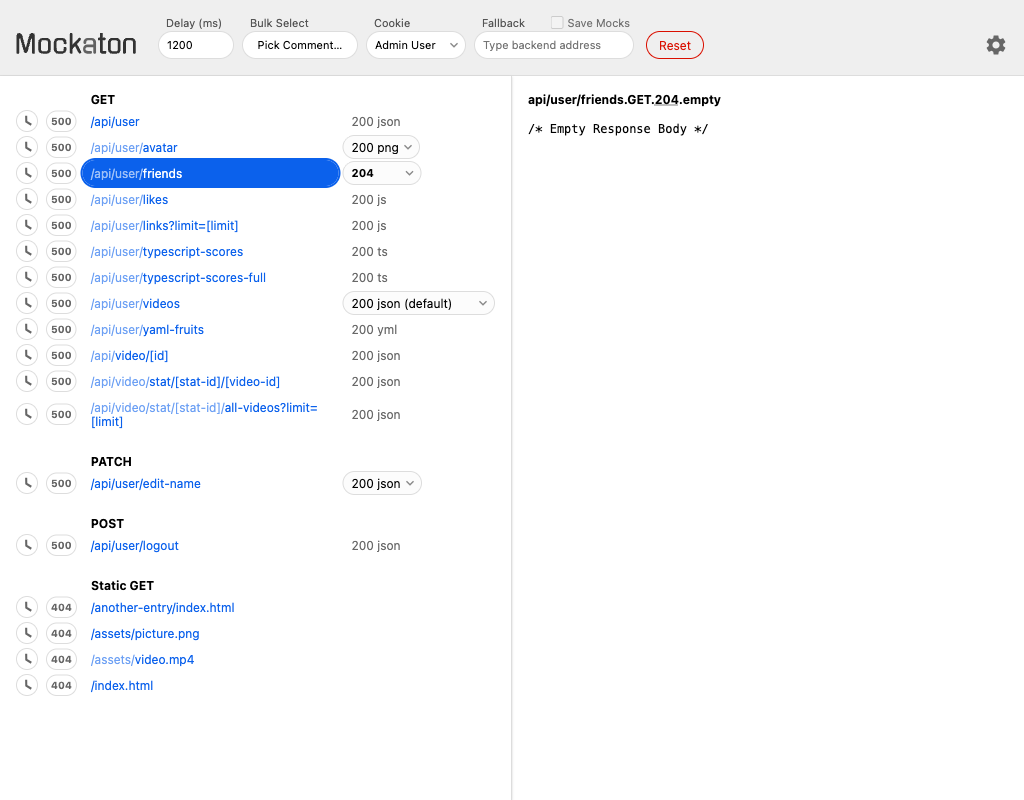 Mockaton
Delay (ms)
1200
Bulk Select
Pick Comment…
Cookie
Admin User
Fallback
Save Mocks
Type backend address
Reset
GET
500 /api/user 200 json
500 /api/user/avatar 200 png
500 /api/user/friends 204
500 /api/user/likes 200 js
500 /api/user/links?limit=[limit] 200 js
500 /api/user/typescript-scores 200 ts
500 /api/user/typescript-scores-full 200 ts
500 /api/user/videos 200 json (default)
500 /api/user/yaml-fruits 200 yml
500 /api/video/[id] 200 json
500 /api/video/stat/[stat-id]/[video-id] 200 json
500 /api/video/stat/[stat-id]/all-videos?limit= 200 json
[limit]
PATCH
500 /api/user/edit-name 200 json
POST
500 /api/user/logout 200 json
Static GET
404 /another-entry/index.html
404 /assets/picture.png
404 /assets/video.mp4
404 /index.html
api/user/friends.GET.204.empty
/* Empty Response Body */